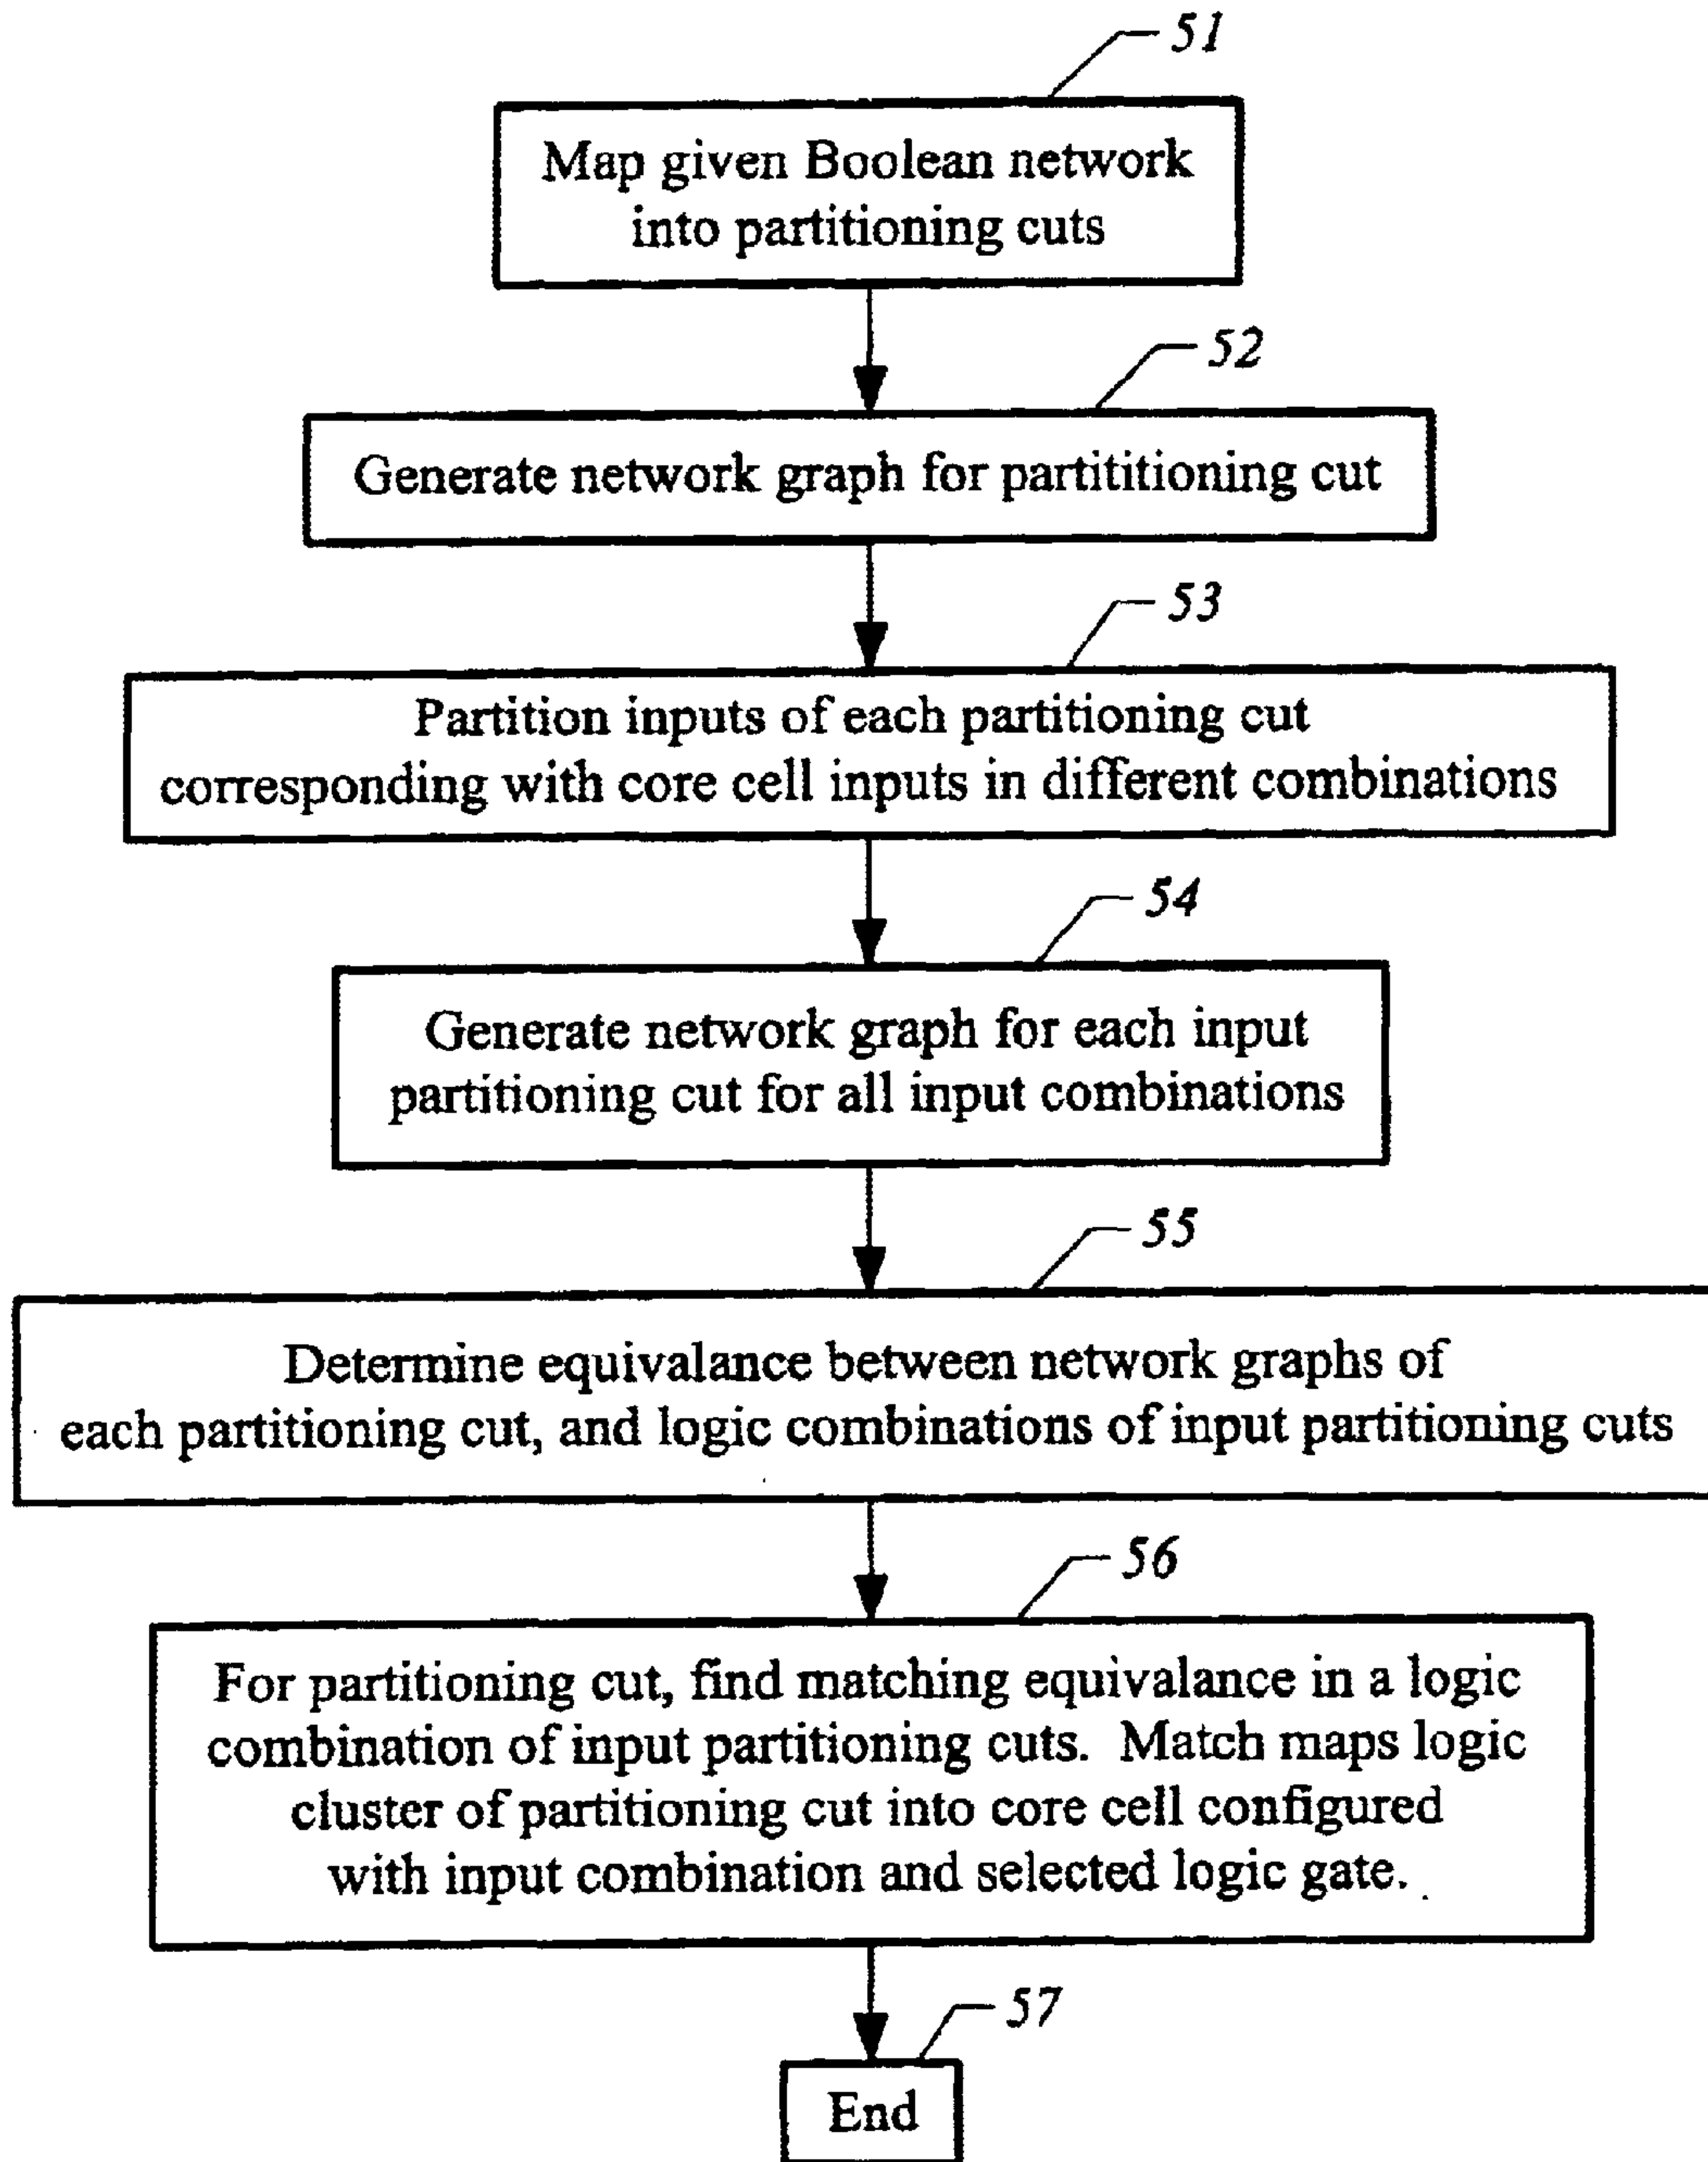 51
Map given Boolean network
into partitioning cuts
52
Generate network graph for partititioning cut
53
Partition inputs of each partitioning cut
corresponding with core cell inputs in different combinations
54
Generate network graph for each input
partitioning cut for all input combinations
55
Determine equivalance between network graphs of
each partitioning cut, and logic combinations of input partitioning cuts
56
For partitioning cut, find matching equivalance in a logic
combination of input partitioning cuts. Match maps logic
cluster of partitioning cut into core cell configured
with input combination and selected logic gate.
57
End